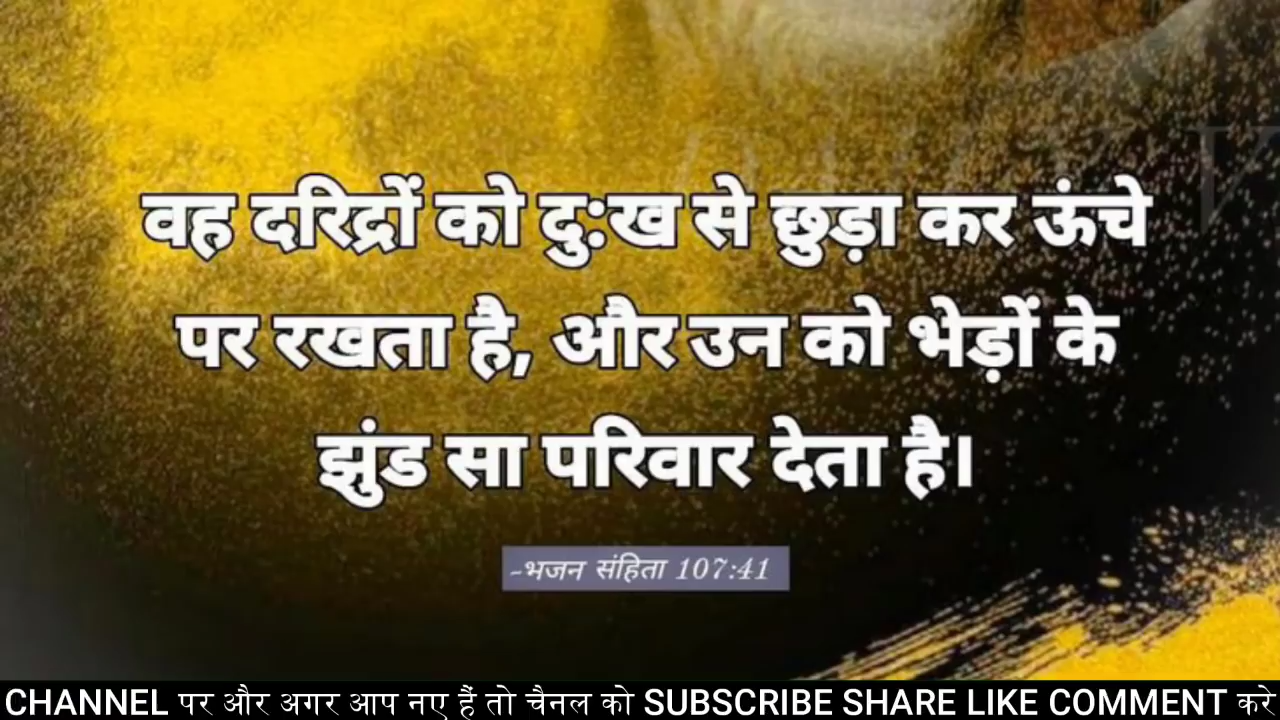 वह दरिद्रों को दु:ख से छुड़ा कर ऊंचे
पर रखता है, और उन को भेड़ों के
झुंड सा परिवार देता है।
-भजन संहिता 107:41
CHANNEL पर और अगर आप नए हैं तो चैनल को SUBSCRIBE SHARE LIKE COMMENT करे